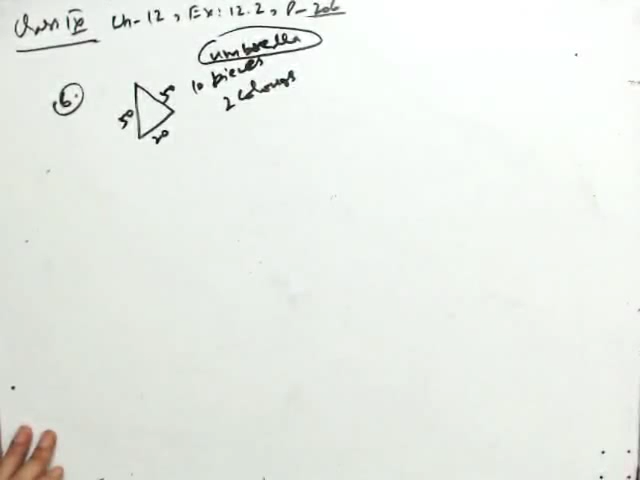 Class IX Ch-12, Ex: 12.2, P-206
umbrella
10 pieces
2 colours
6.
50
50
20